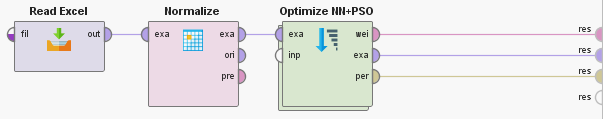 Read Excel
Normalize
Optimize NN+PSO
fil
out
exa
exa
ori
pre
exa
inp
wei
exa
per
res
res
res
res